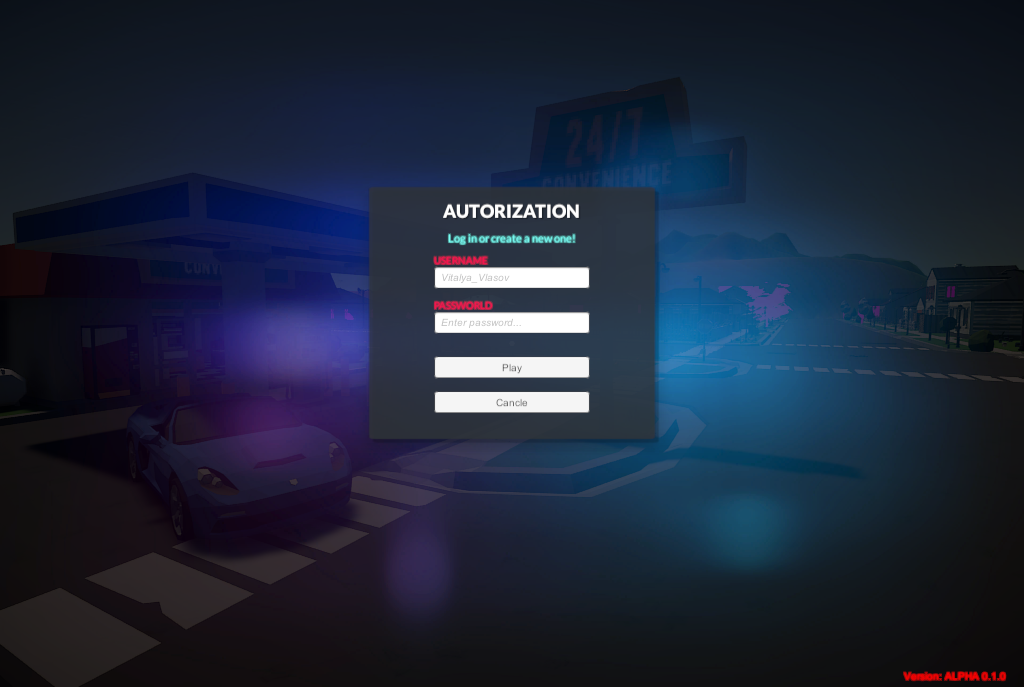 24/7
CONVENIENCE
CONV
AUTORIZATION
Log in or create a new one!
USERNAME
Vitalya_Vlasov
PASSWORLD
Enter password...
Play
Cancle
Version: ALPHA 0.1.0